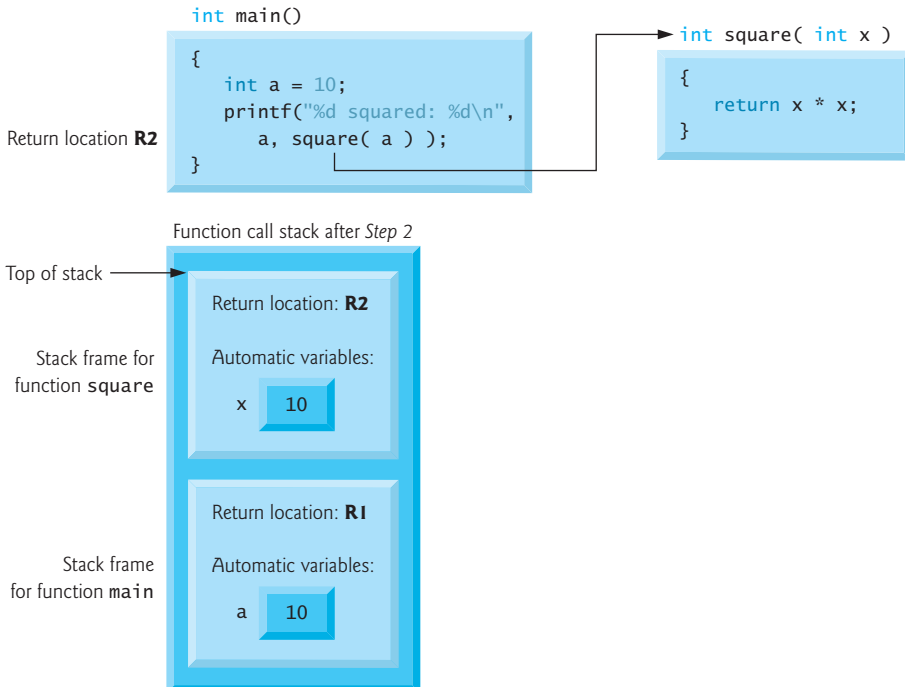 int main()
{
int a = 10;
printf("%d squared: %d\n",
a, square( a ) );
}
Return location R2
int square( int x )
{
return x * x;
}
Function call stack after Step 2
Top of stack
Return location: R2
Stack frame for
function square
Automatic variables:
x 10
Return location: R1
Stack frame
for function main
Automatic variables:
a 10